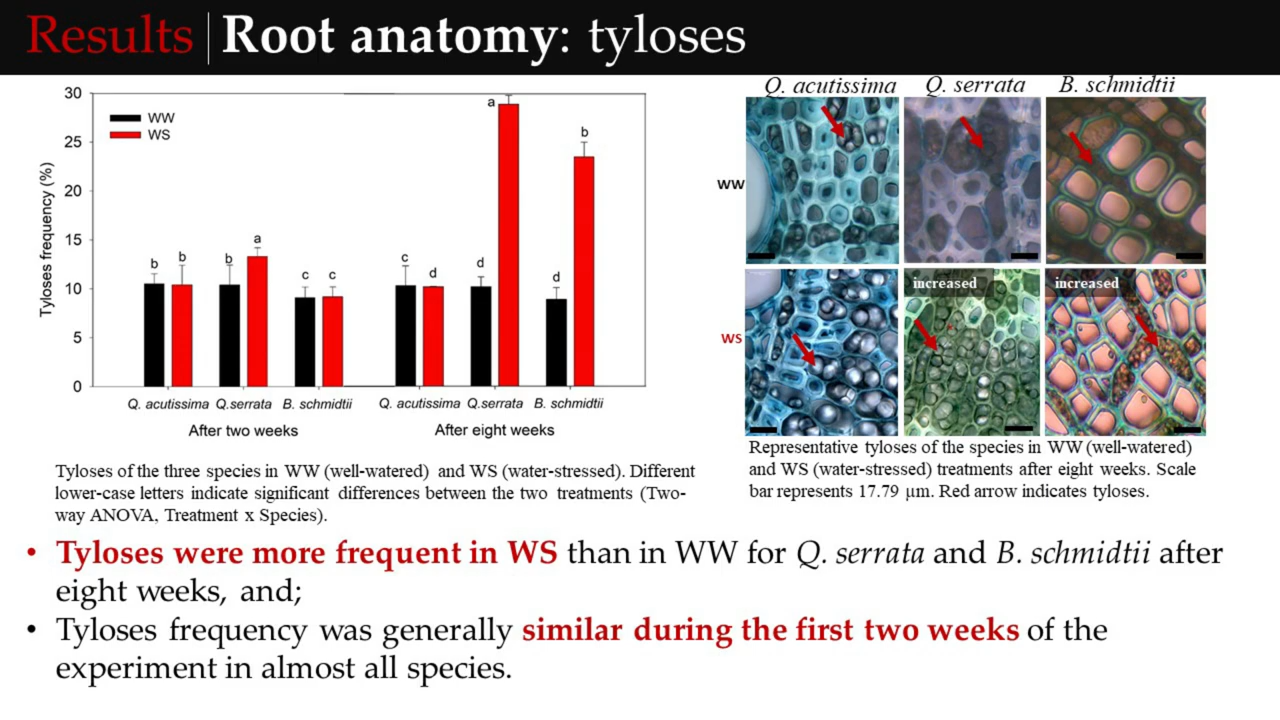 Results | Root anatomy: tyloses
30
25
20
15
10
5
0
Tyloses frequency (%)
WW
WS
b
b
b
a
c
c
c
d
d
a
d
b
Q. acutissima Q.serrata B. schmidtii Q. acutissima Q.serrata B. schmidtii
After two weeks After eight weeks
Tyloses of the three species in WW (well-watered) and WS (water-stressed). Different
lower-case letters indicate significant differences between the two treatments (Two-
way ANOVA, Treatment x Species).
Q. acutissima Q. serrata B. schmidtii
WW
WS
increased
increased
Representative tyloses of the species in WW (well-watered)
and WS (water-stressed) treatments after eight weeks. Scale
bar represents 17.79 µm. Red arrow indicates tyloses.
• Tyloses were more frequent in WS than in WW for Q. serrata and B. schmidtii after
eight weeks, and;
• Tyloses frequency was generally similar during the first two weeks of the
experiment in almost all species.